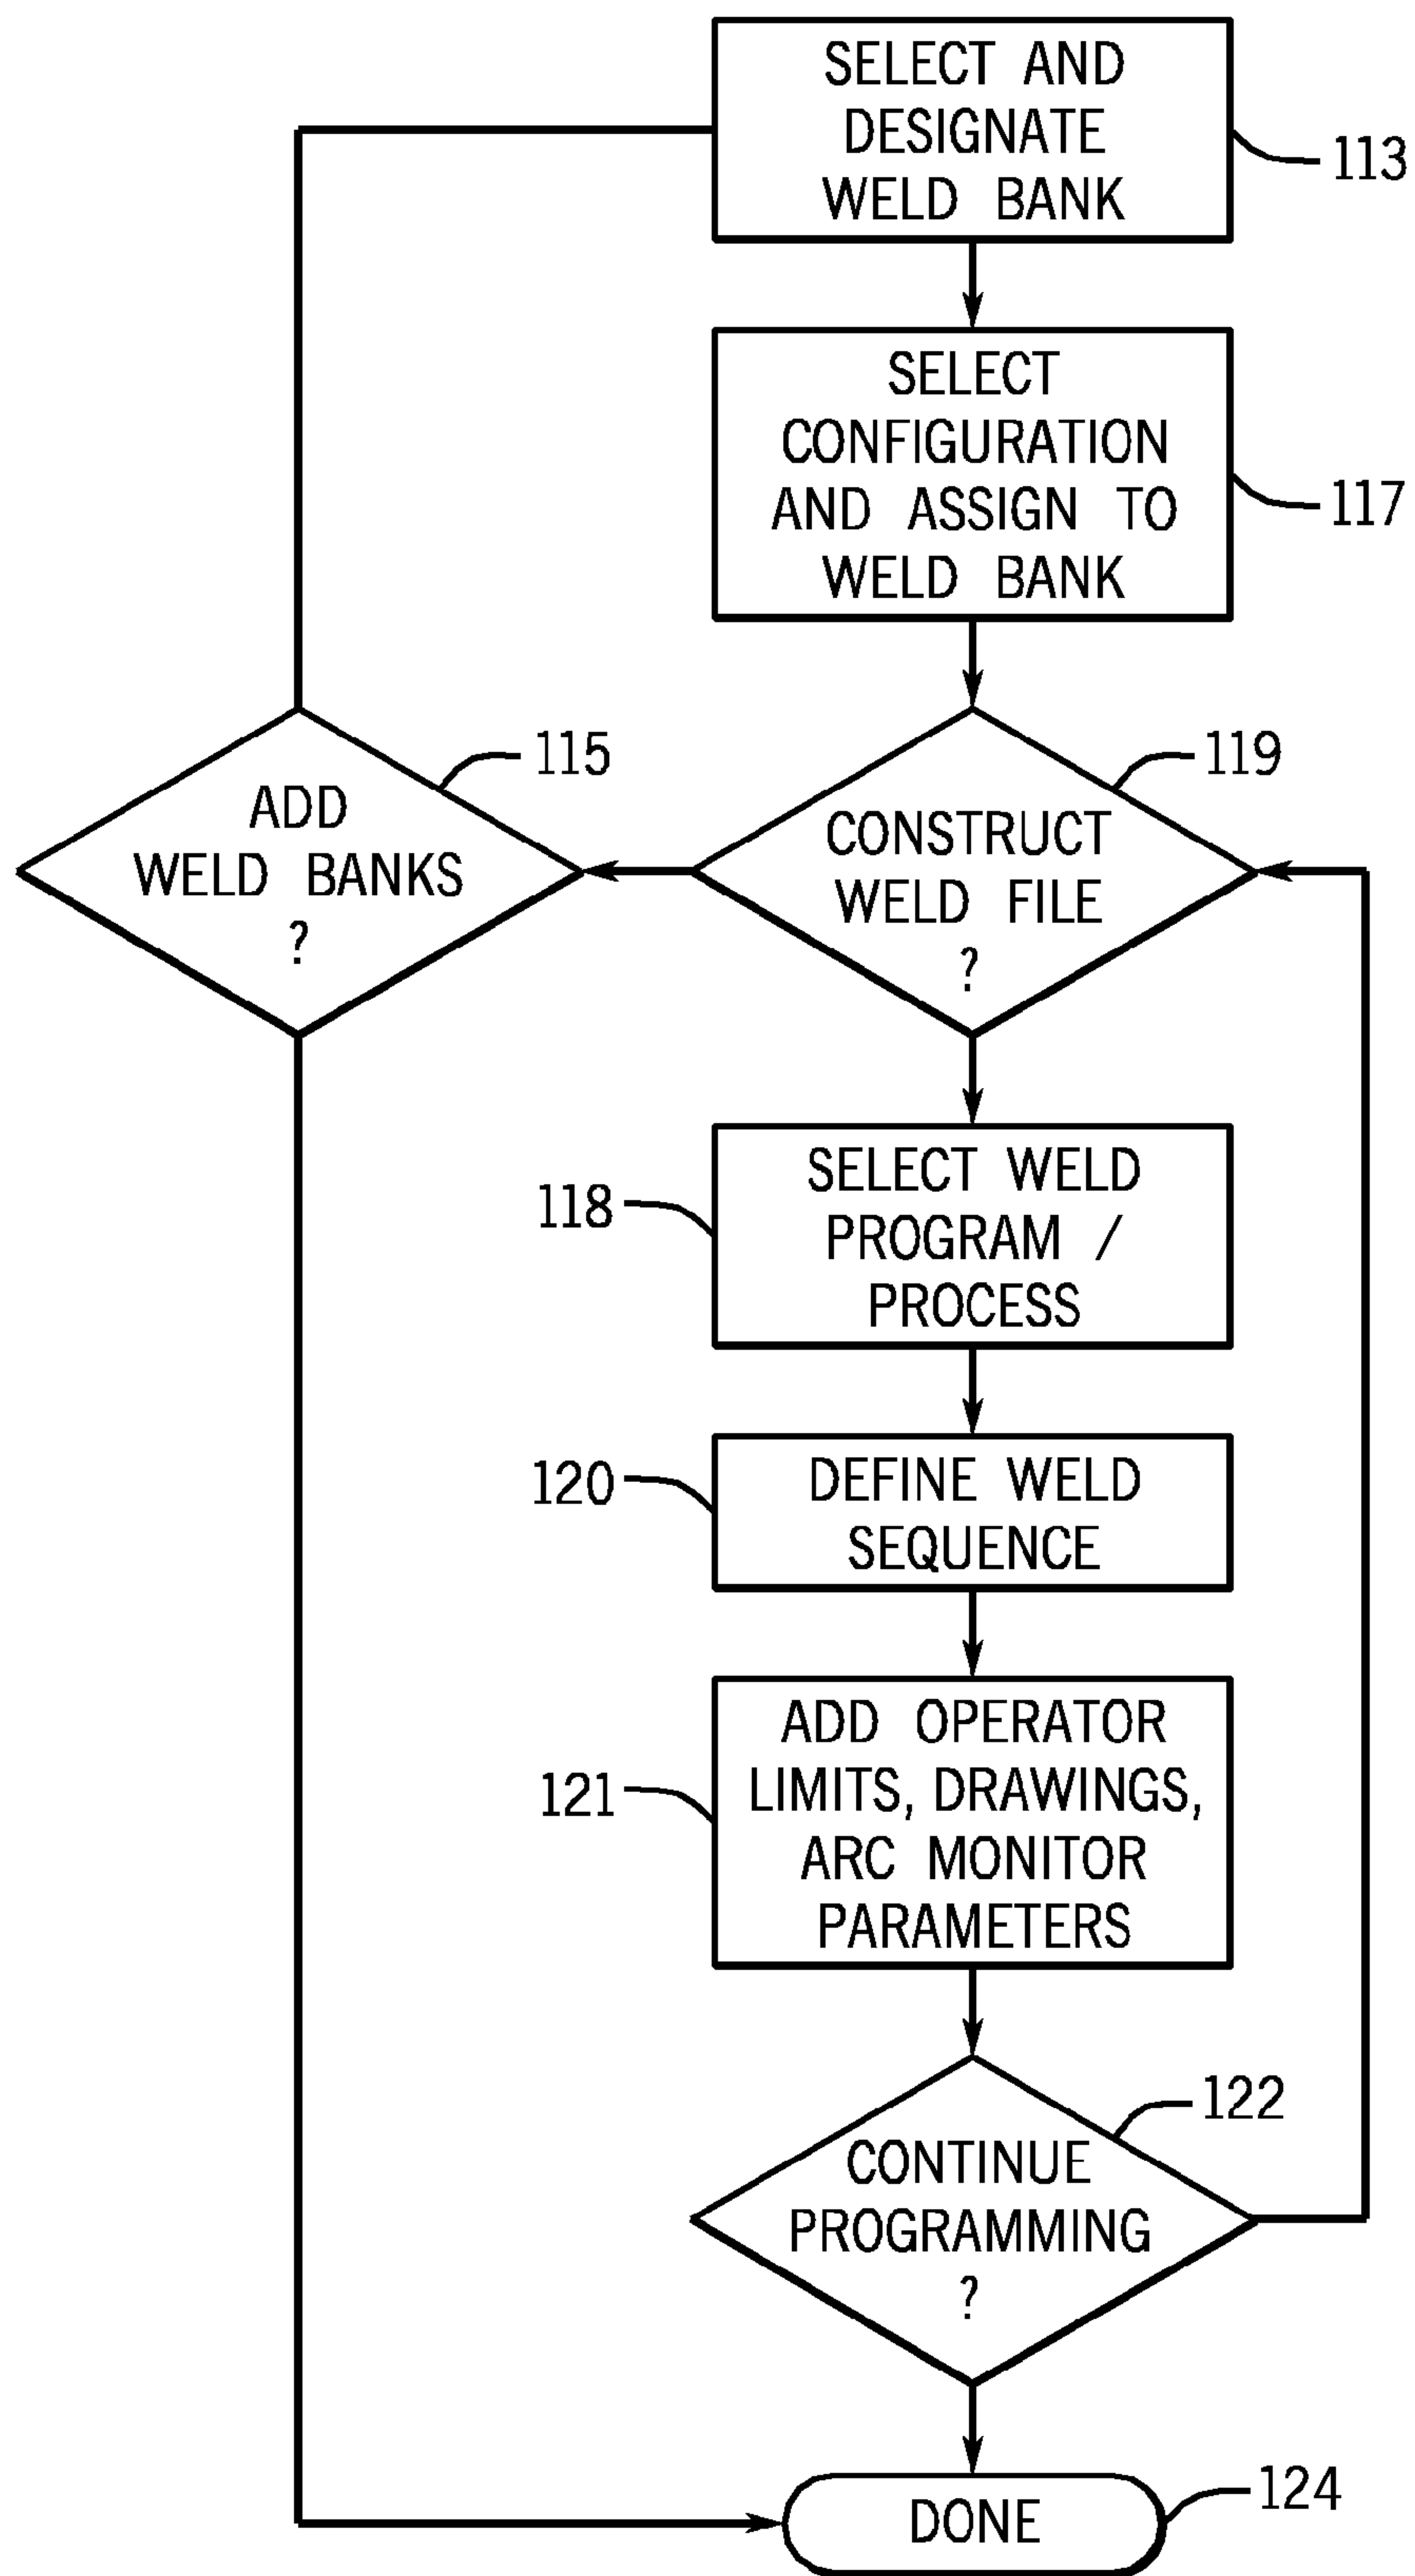 SELECT AND
DESIGNATE
WELD BANK
113
SELECT
CONFIGURATION
AND ASSIGN TO
WELD BANK
117
115
ADD
WELD BANKS
?
119
CONSTRUCT
WELD FILE
?
118
SELECT WELD
PROGRAM /
PROCESS
120
DEFINE WELD
SEQUENCE
121
ADD OPERATOR
LIMITS, DRAWINGS,
ARC MONITOR
PARAMETERS
122
CONTINUE
PROGRAMMING
?
124
DONE